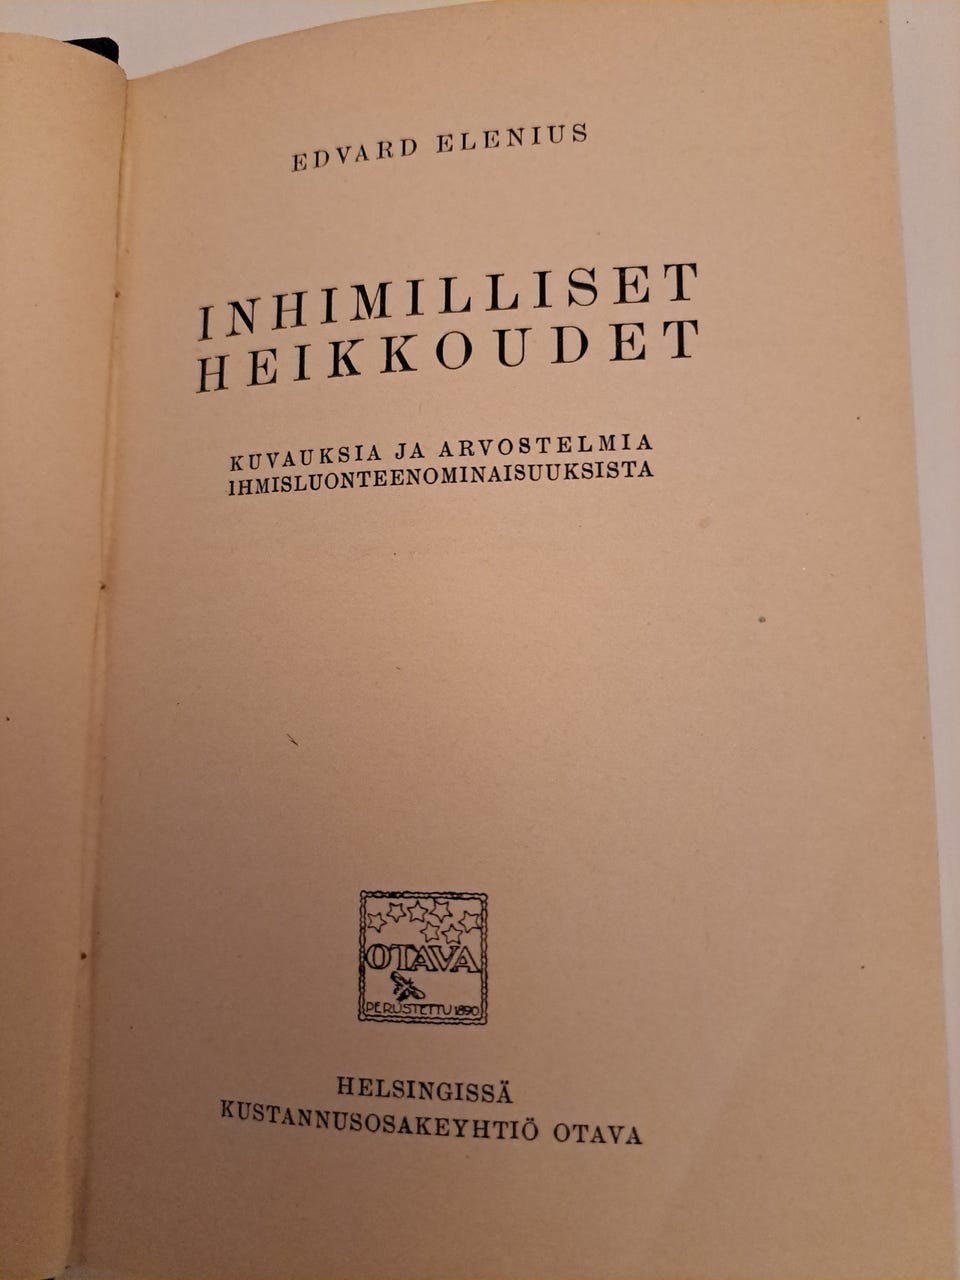 EDVARD ELENIUS
INHIMILLISET
HEIKKOUDET
KUVAUKSIA JA ARVOSTELMIA
IHMISLUONTEENOMINAISUUKSISTA
OTAVA
PERUSTETTU 1890
HELSINGISSÄ
KUSTANNUSOSAKEYHTIÖ OTAVA